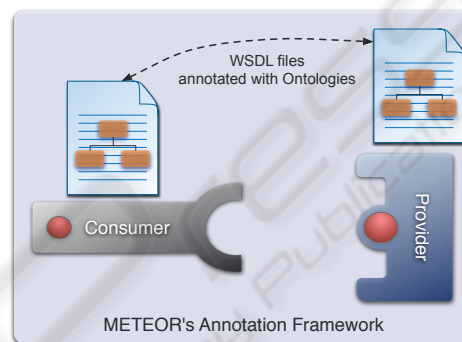 WSDL files
annotated with Ontologies
Consumer
Provider
METEOR's Annotation Framework